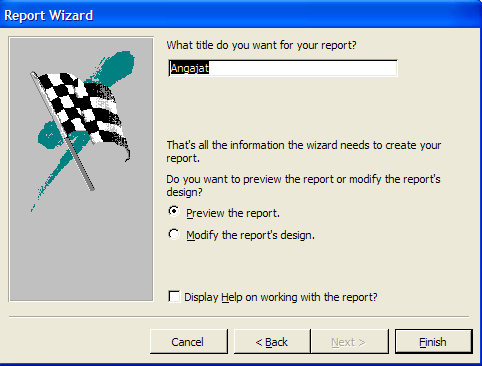 Report Wizard
What title do you want for your report?
Angajat
That's all the information the wizard needs to create your
report.
Do you want to preview the report or modify the report's
design?
Preview the report.
Modify the report's design.
Display Help on working with the report?
Cancel
< Back
Next >
Finish